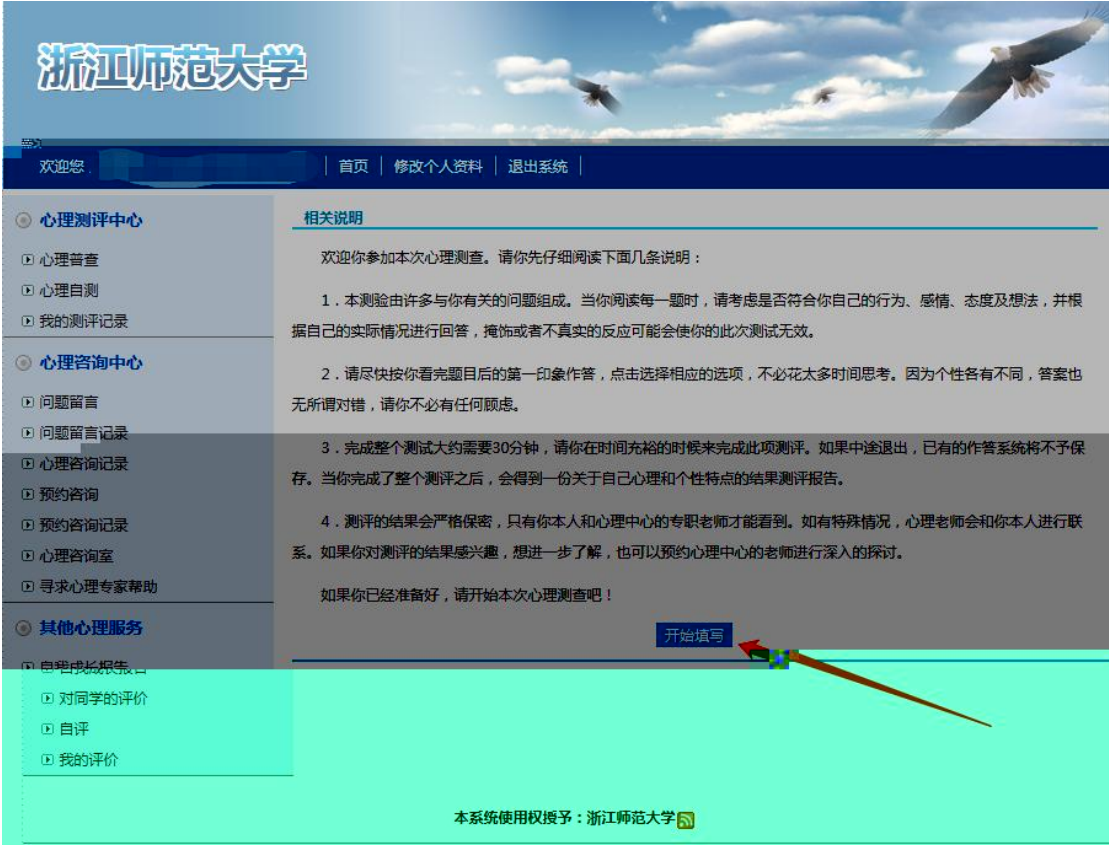 浙江师范大学
欢迎您
首页 修改个人资料 退出系统
心理测评中心
心理普查
心理自测
我的测评记录
心理咨询中心
问题留言
问题留言记录
心理咨询记录
预约咨询
预约咨询记录
心理咨询室
寻求心理专家帮助
其他心理服务
自我成长报告
对同学的评价
自评
我的评价
相关说明
欢迎你参加本次心理测查。请你先仔细阅读下面几条说明：
1．本测验由许多与你有关的问题组成。当你阅读每一题时，请考虑是否符合你自己的行为、感情、态度及想法，并根
据自己的实际情况进行回答，掩饰或者不真实的反应可能会使你的此次测试无效。
2．请尽快按你看完题目后的第一印象作答，点击选择相应的选项，不必花太多时间思考。因为个性各有不同，答案也
无所谓对错，请你不必有任何顾虑。
3．完成整个测试大约需要30分钟，请你在时间充裕的时候来完成此项测评。如果中途退出，已有的作答系统将不予保
存。当你完成了整个测评之后，会得到一份关于自己心理和个性特点的结果测评报告。
4．测评的结果会严格保密，只有你本人和心理中心的专职老师才能看到。如有特殊情况，心理老师会和你本人进行联
系。如果你对测评的结果感兴趣，想进一步了解，也可以预约心理中心的老师进行深入的探讨。
如果你已经准备好，请开始本次心理测查吧！
开始填写
本系统使用权授予：浙江师范大学